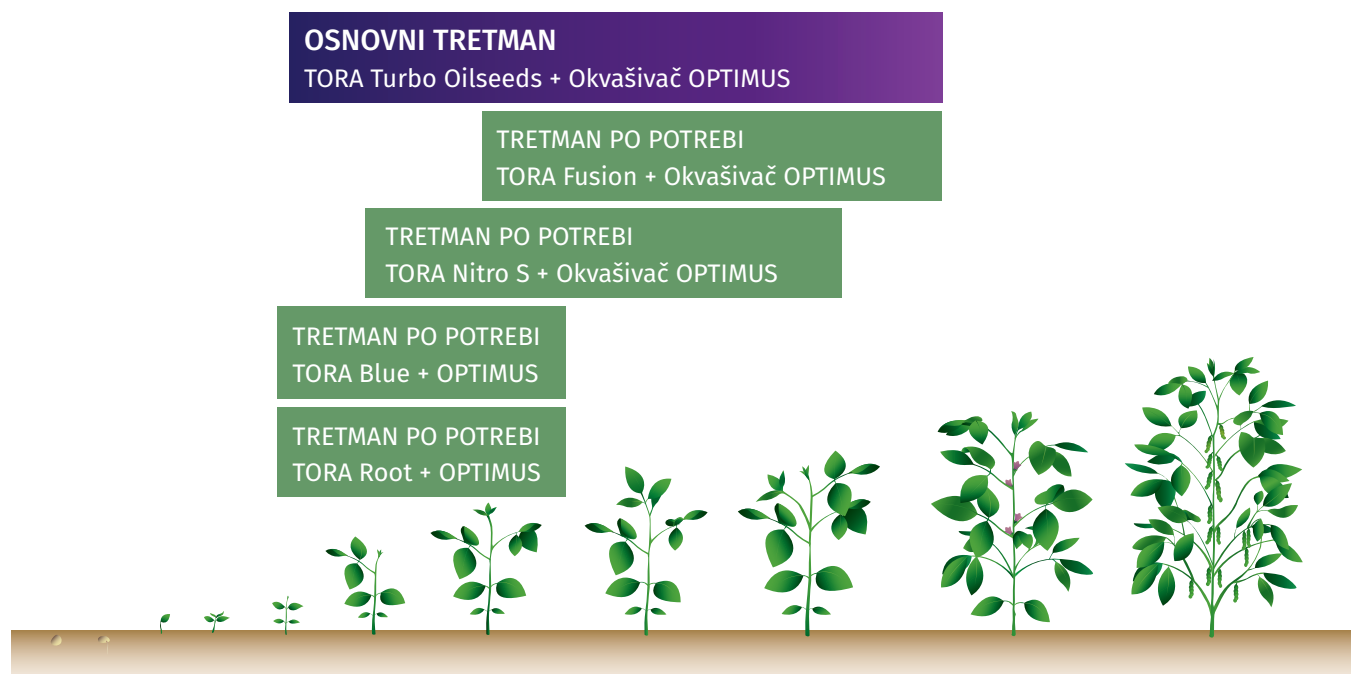 OSNOVNI TRETMAN
TORA Turbo Oilseeds + Okvašivač OPTIMUS
TRETMAN PO POTREBI
TORA Fusion + Okvašivač OPTIMUS
TRETMAN PO POTREBI
TORA Nitro S + Okvašivač OPTIMUS
TRETMAN PO POTREBI
TORA Blue + OPTIMUS
TRETMAN PO POTREBI
TORA Root + OPTIMUS